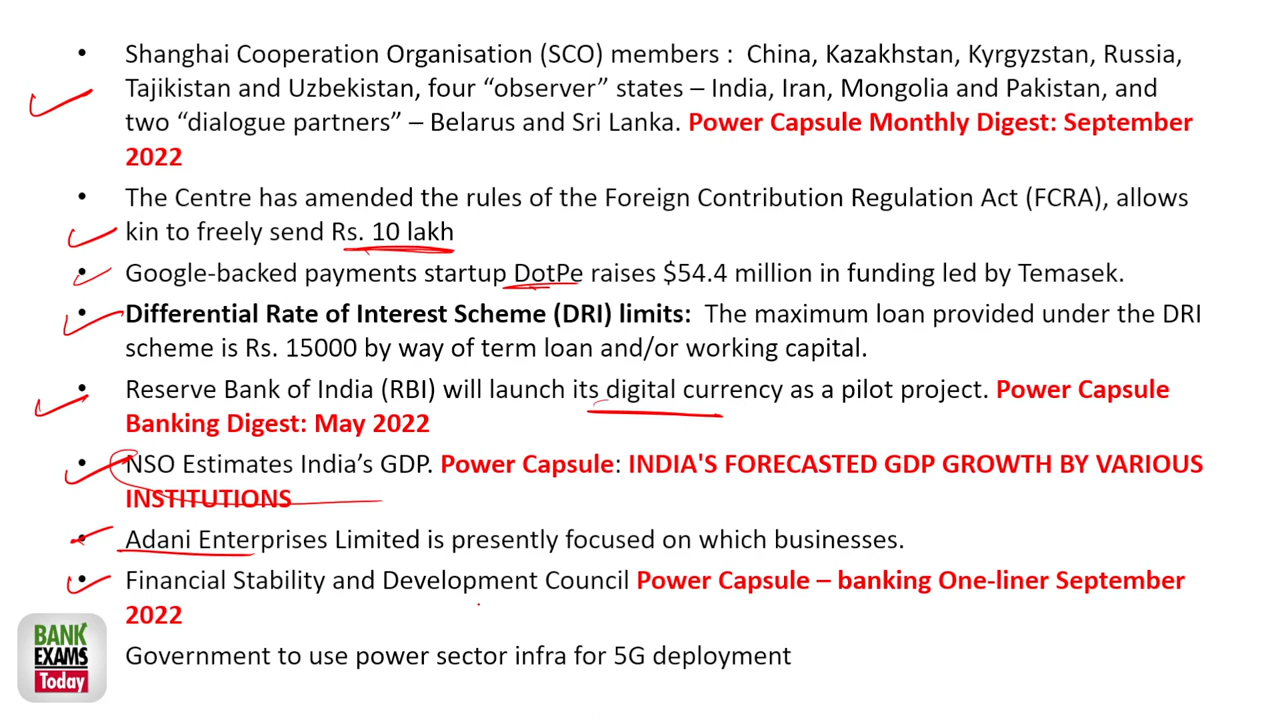 • Shanghai Cooperation Organisation (SCO) members :  China, Kazakhstan, Kyrgyzstan, Russia,
Tajikistan and Uzbekistan, four “observer” states – India, Iran, Mongolia and Pakistan, and
two “dialogue partners” – Belarus and Sri Lanka. Power Capsule Monthly Digest: September
2022
• The Centre has amended the rules of the Foreign Contribution Regulation Act (FCRA), allows
kin to freely send Rs. 10 lakh
• Google-backed payments startup DotPe raises $54.4 million in funding led by Temasek.
• Differential Rate of Interest Scheme (DRI) limits:  The maximum loan provided under the DRI
scheme is Rs. 15000 by way of term loan and/or working capital.
• Reserve Bank of India (RBI) will launch its digital currency as a pilot project. Power Capsule
Banking Digest: May 2022
• NSO Estimates India’s GDP. Power Capsule: INDIA'S FORECASTED GDP GROWTH BY VARIOUS
INSTITUTIONS
• Adani Enterprises Limited is presently focused on which businesses.
• Financial Stability and Development Council Power Capsule – banking One-liner September
2022
Government to use power sector infra for 5G deployment
BANK
EXAMS
Today